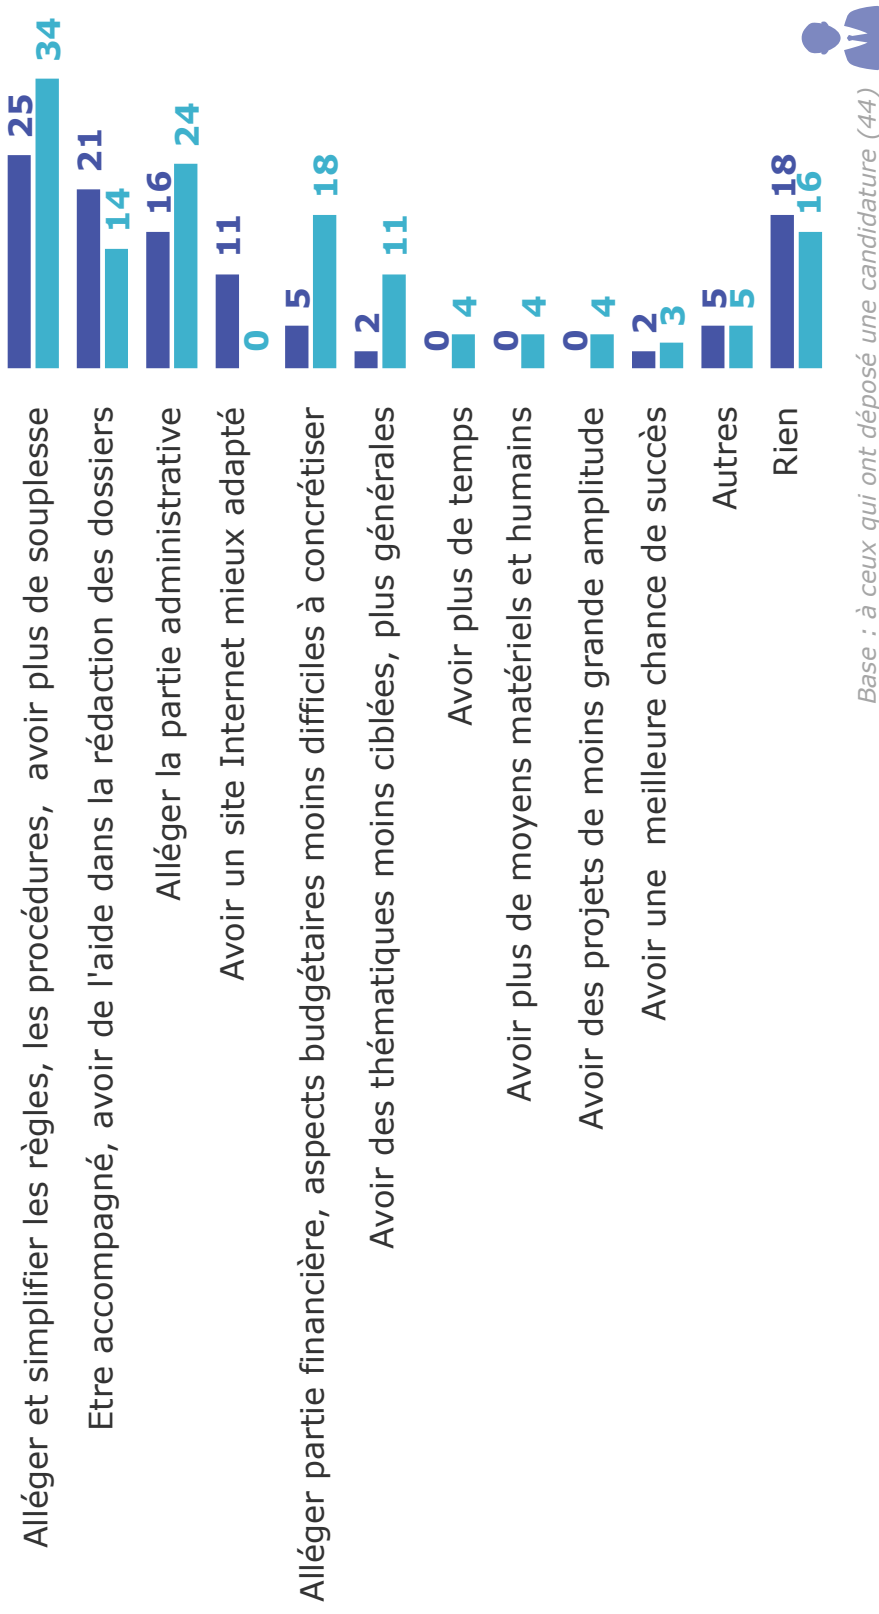 Alléger et simplifier les règles, les procédures, avoir plus de souplesse
25
34
Etre accompagné, avoir de l'aide dans la rédaction des dossiers
21
14
Alléger la partie administrative
16
24
Avoir un site Internet mieux adapté
11
0
Alléger partie financière, aspects budgétaires moins difficiles à concrétiser
5
18
Avoir des thématiques moins ciblées, plus générales
2
11
Avoir plus de temps
0
4
Avoir plus de moyens matériels et humains
0
4
Avoir des projets de moins grande amplitude
0
4
Avoir une meilleure chance de succès
2
3
Autres
5
5
Rien
18
16
Base : à ceux qui ont déposé une candidature (44)